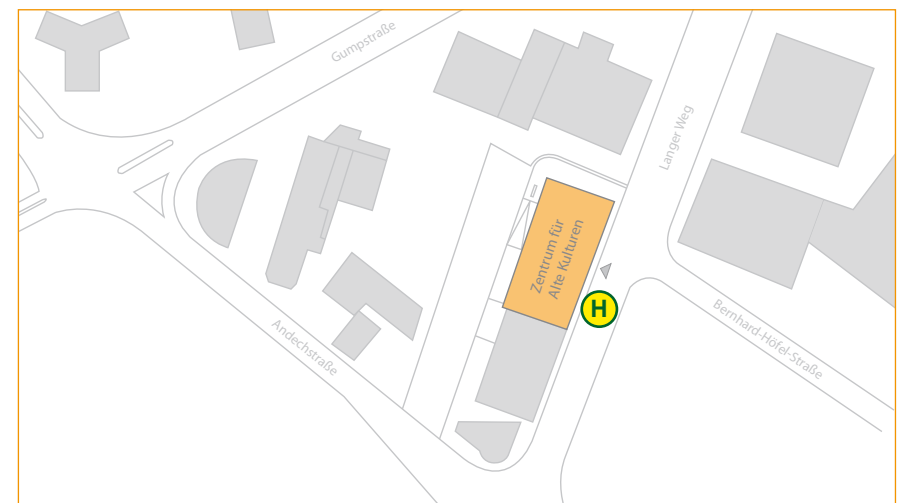 Gumpstraße
Langer Weg
Zentrum für
Alte Kulturen
H
Bernhard-Höfel-Straße
Andechstraße